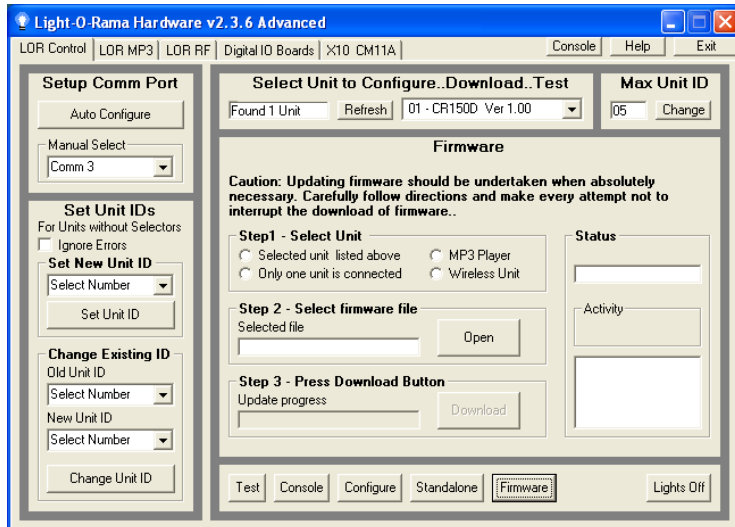 Light-O-Rama Hardware v2.3.6 Advanced
LOR Control LOR MP3 LOR RF Digital IO Boards X10 CM11A Console Help Exit
Setup Comm Port
Auto Configure
Manual Select
Comm 3
Set Unit IDs
For Units without Selectors
Ignore Errors
Set New Unit ID
Select Number
Set Unit ID
Change Existing ID
Old Unit ID
Select Number
New Unit ID
Select Number
Change Unit ID
Select Unit to Configure..Download..Test
Found 1 Unit Refresh 01 - CR150D Ver 1.00
Max Unit ID
05 Change
Firmware
Caution: Updating firmware should be undertaken when absolutely
necessary. Carefully follow directions and make every attempt not to
interrupt the download of firmware..
Step1 - Select Unit
Selected unit listed above MP3 Player
Only one unit is connected Wireless Unit
Step 2 - Select firmware file
Selected file
Open
Step 3 - Press Download Button
Update progress
Download
Status
Activity
Test Console Configure Standalone Firmware Lights Off